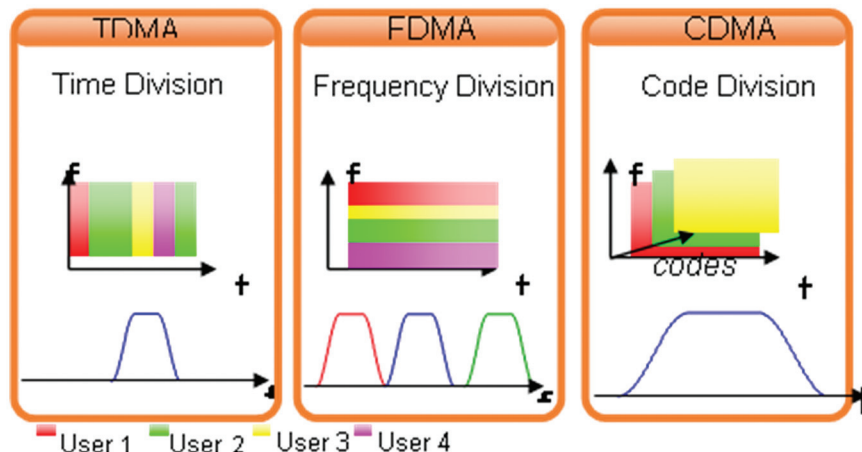 TDMA
FDMA
CDMA
Time Division
Frequency Division
Code Division
f
f
f
codes
t
t
t
f
User 1
User 2
User 3
User 4